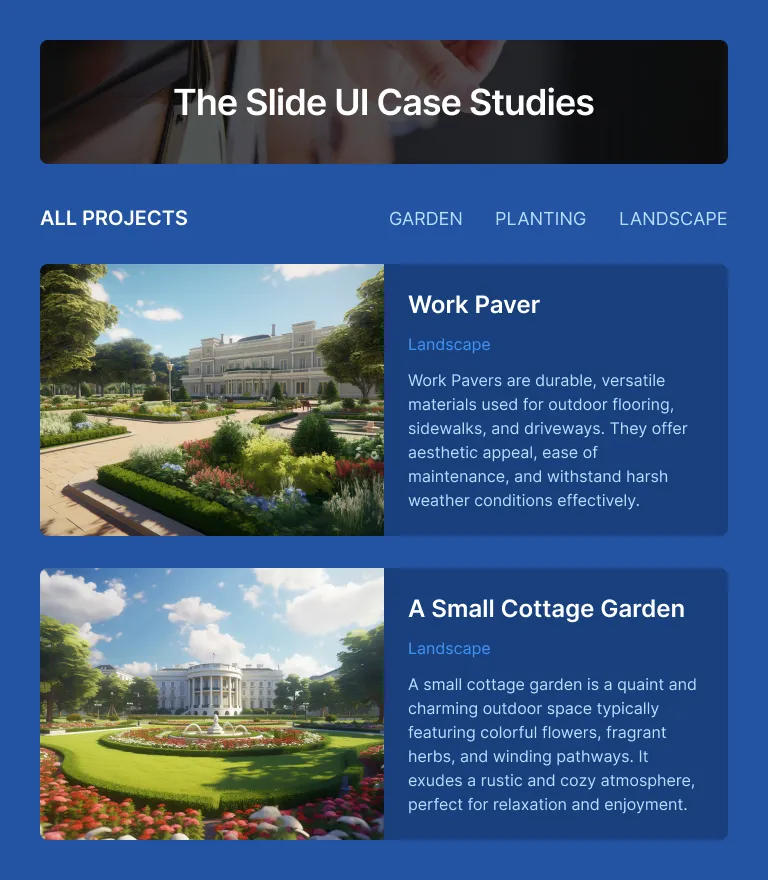 The Slide UI Case Studies
ALL PROJECTS
GARDEN
PLANTING
LANDSCAPE
Work Paver
Landscape
Work Pavers are durable, versatile
materials used for outdoor flooring,
sidewalks, and driveways. They offer
aesthetic appeal, ease of
maintenance, and withstand harsh
weather conditions effectively.
A Small Cottage Garden
Landscape
A small cottage garden is a quaint and
charming outdoor space typically
featuring colorful flowers, fragrant
herbs, and winding pathways. It
exudes a rustic and cozy atmosphere,
perfect for relaxation and enjoyment.